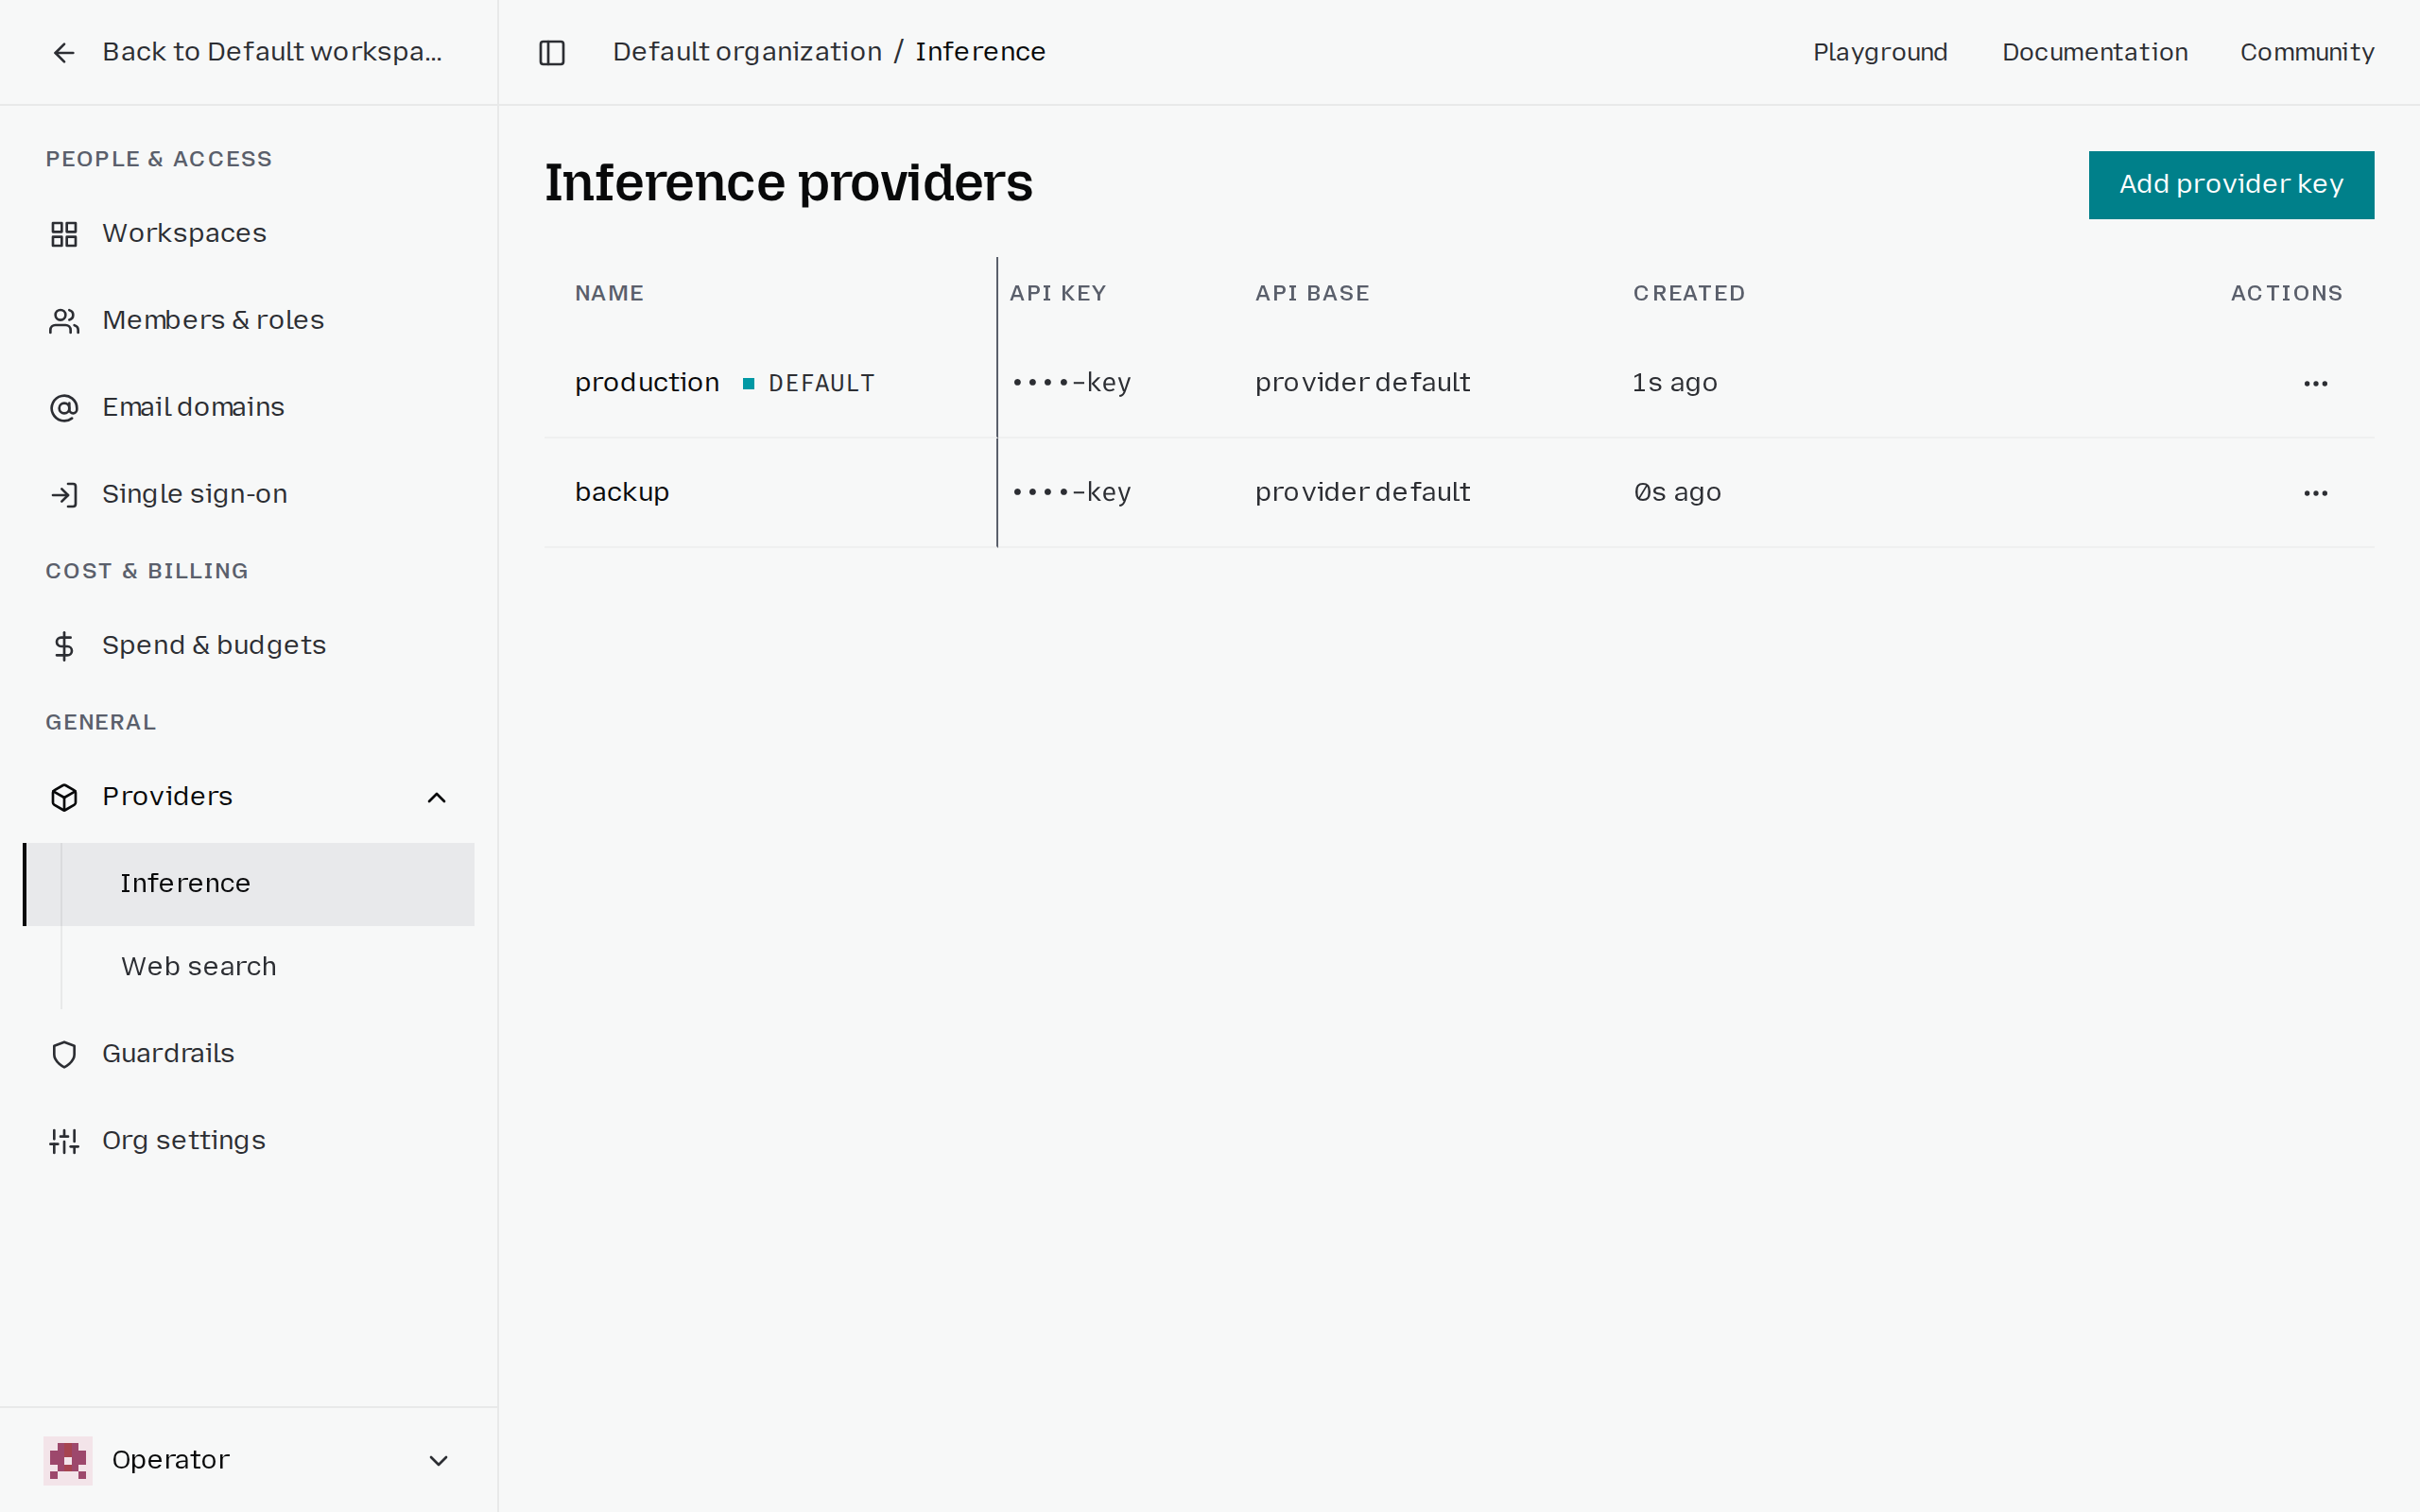 Back to Default workspa...
Default organization / Inference
Playground
Documentation
Community
PEOPLE & ACCESS
Workspaces
Members & roles
Email domains
Single sign-on
COST & BILLING
Spend & budgets
GENERAL
Providers
Inference
Web search
Guardrails
Org settings
Operator
Inference providers
Add provider key
NAME API KEY API BASE CREATED ACTIONS
production DEFAULT ••••-key provider default 1s ago
backup ••••-key provider default 0s ago